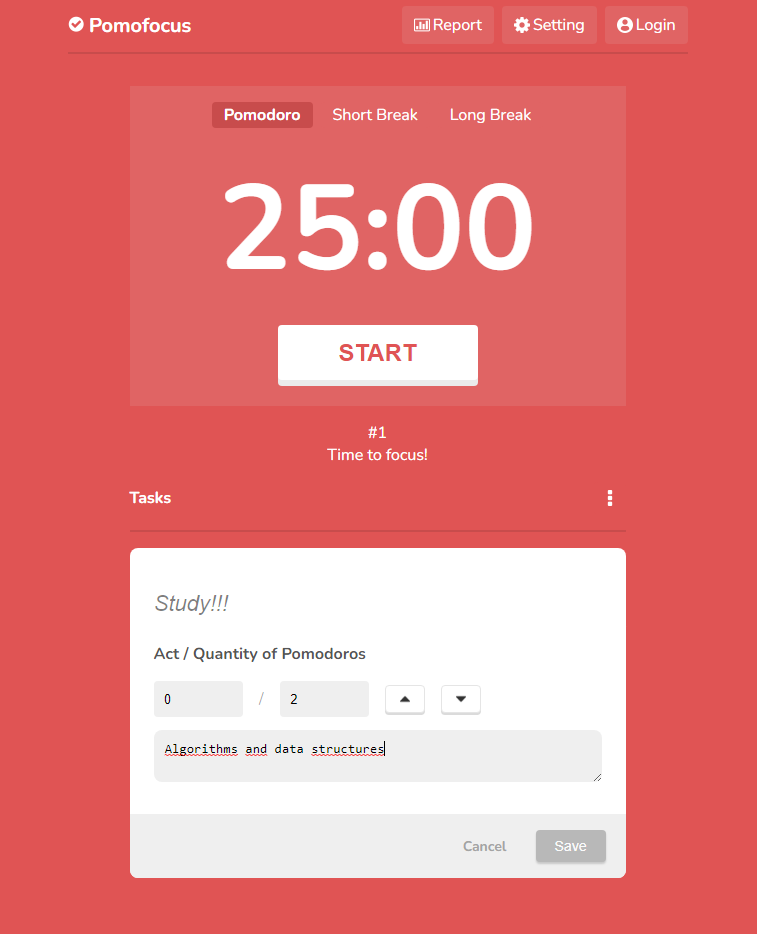 Pomofocus
Report
Setting
Login
Pomodoro
Short Break
Long Break
25:00
START
#1
Time to focus!
Tasks
Study!!!
Act / Quantity of Pomodoros
0 / 2
Algorithms and data structures
Cancel
Save